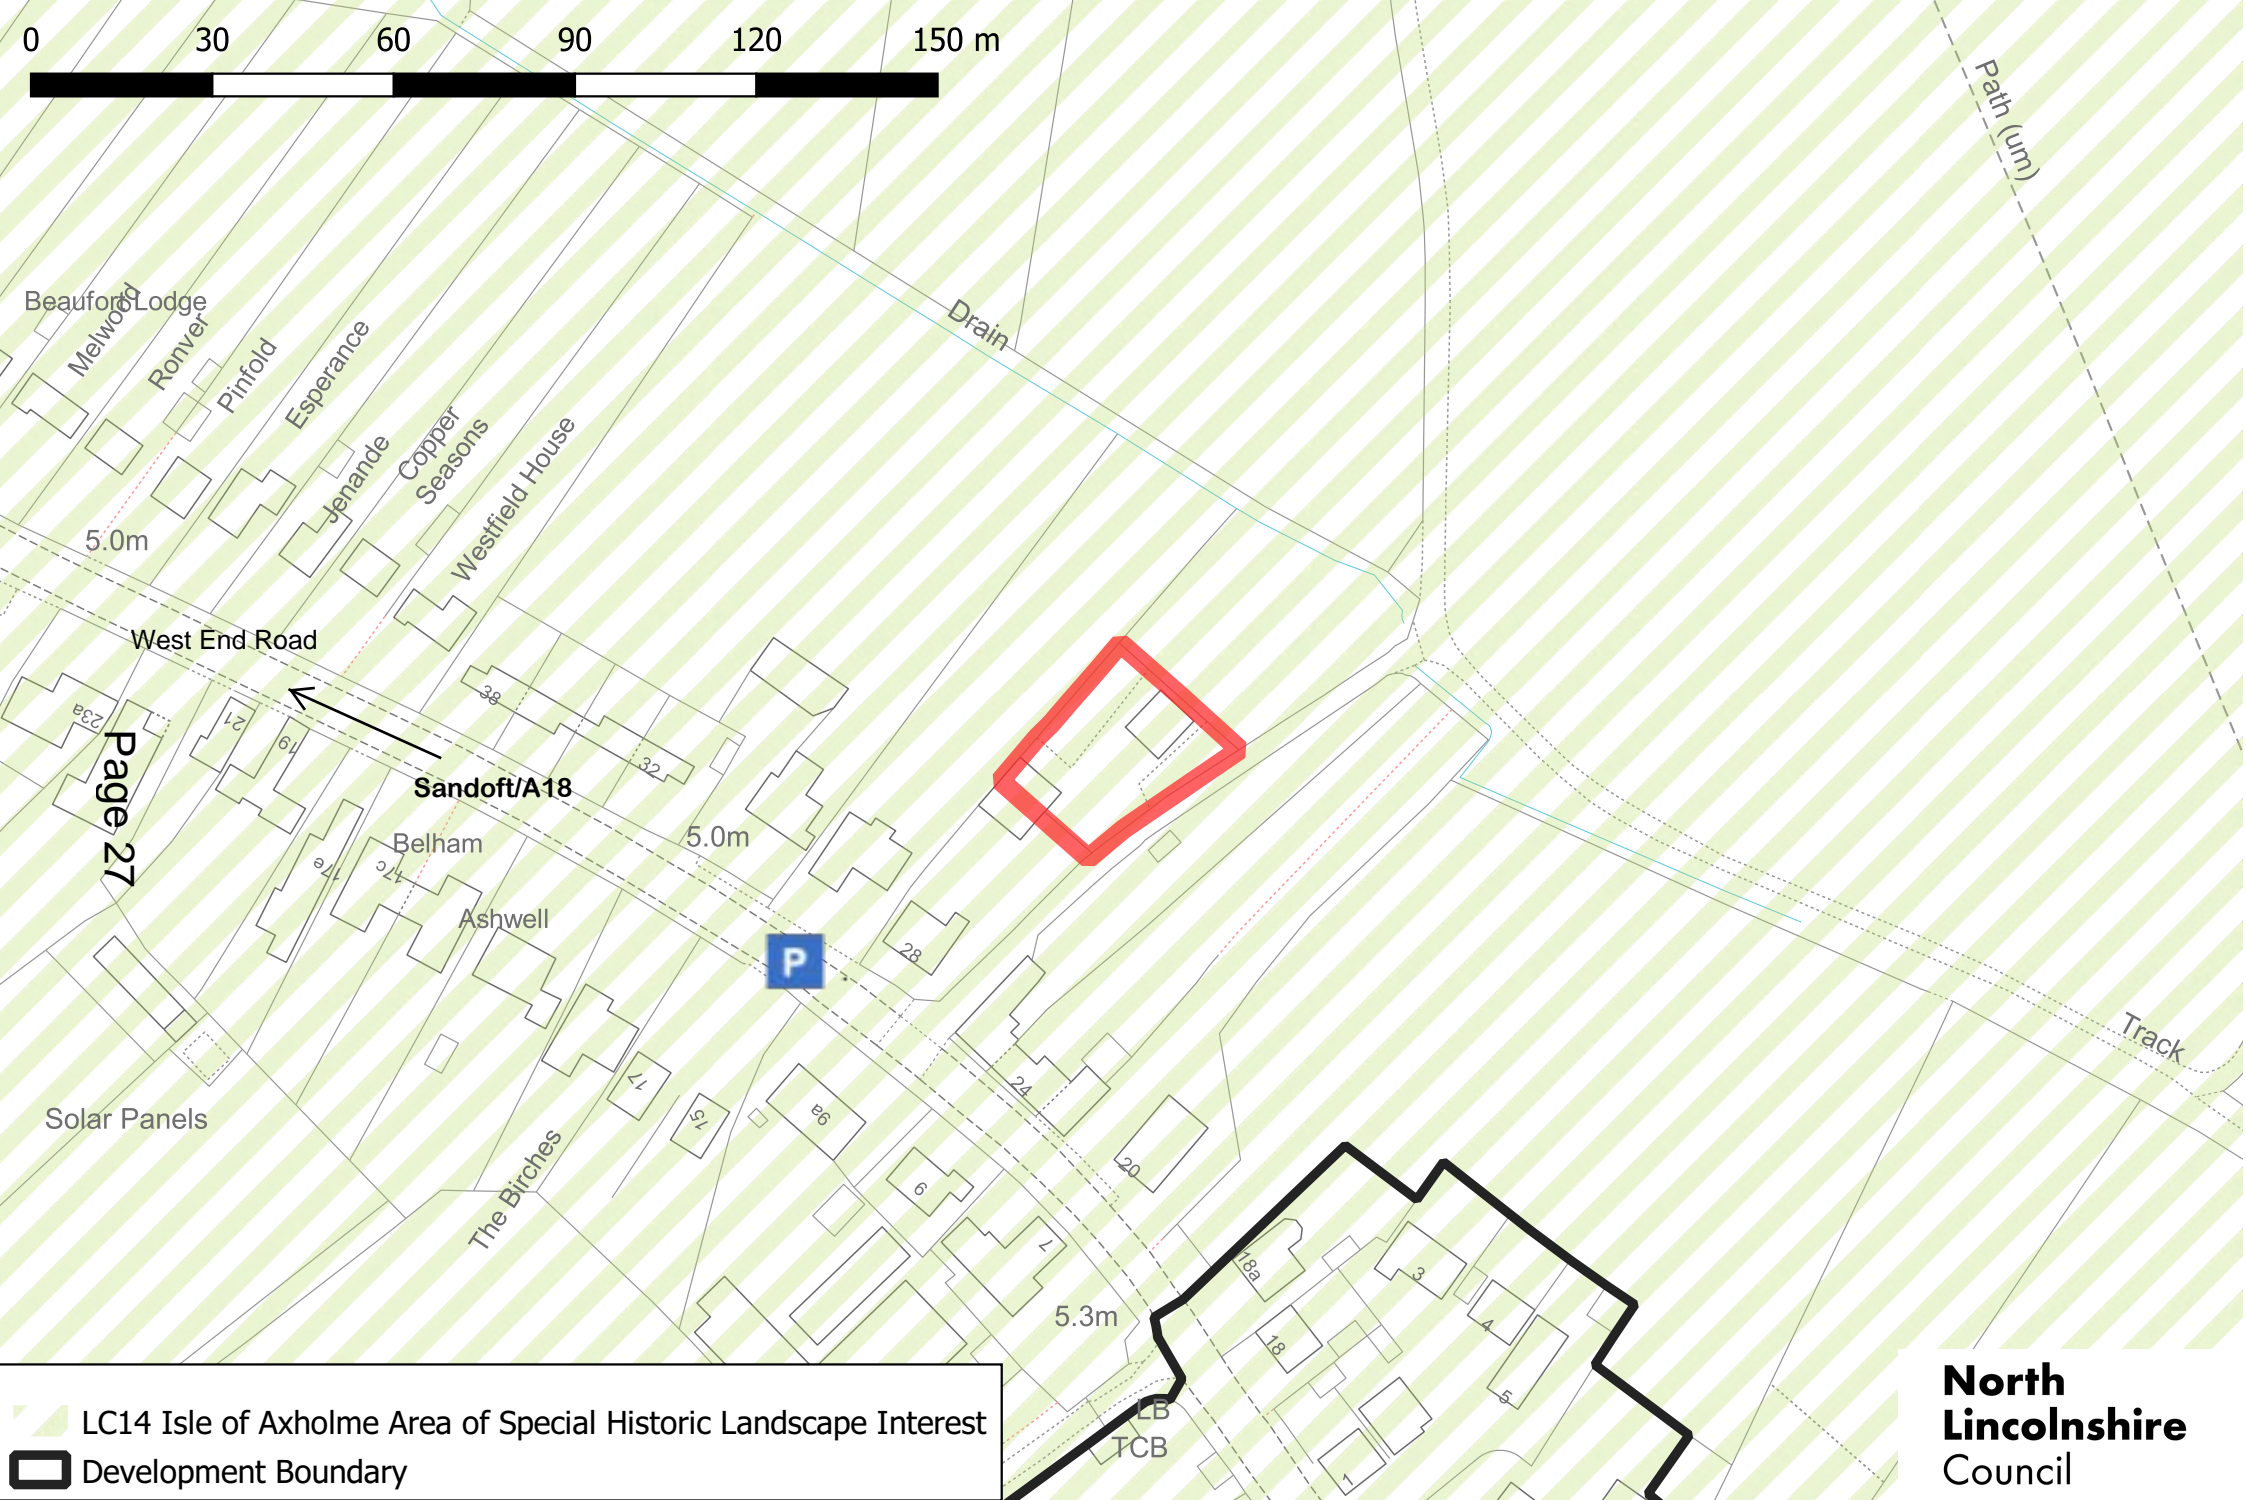 0 30 60 90 120 150 m
Path (um)
Drain
Beaufort Lodge
Melwood
Ronver
Pinfold
Esperance
Jenande
Copper
Seasons
Westfield House
5.0m
West End Road
38
32
23a
21
19
Page 27
Sandoft/A18
5.0m
Belham
17e
17c
Ashwell
P
28
24
20
Track
Solar Panels
17
15
9a
9
7
The Birches
5.3m
18a
3
4
18
5
1
LB
TCB
LC14 Isle of Axholme Area of Special Historic Landscape Interest
Development Boundary
North
Lincolnshire
Council